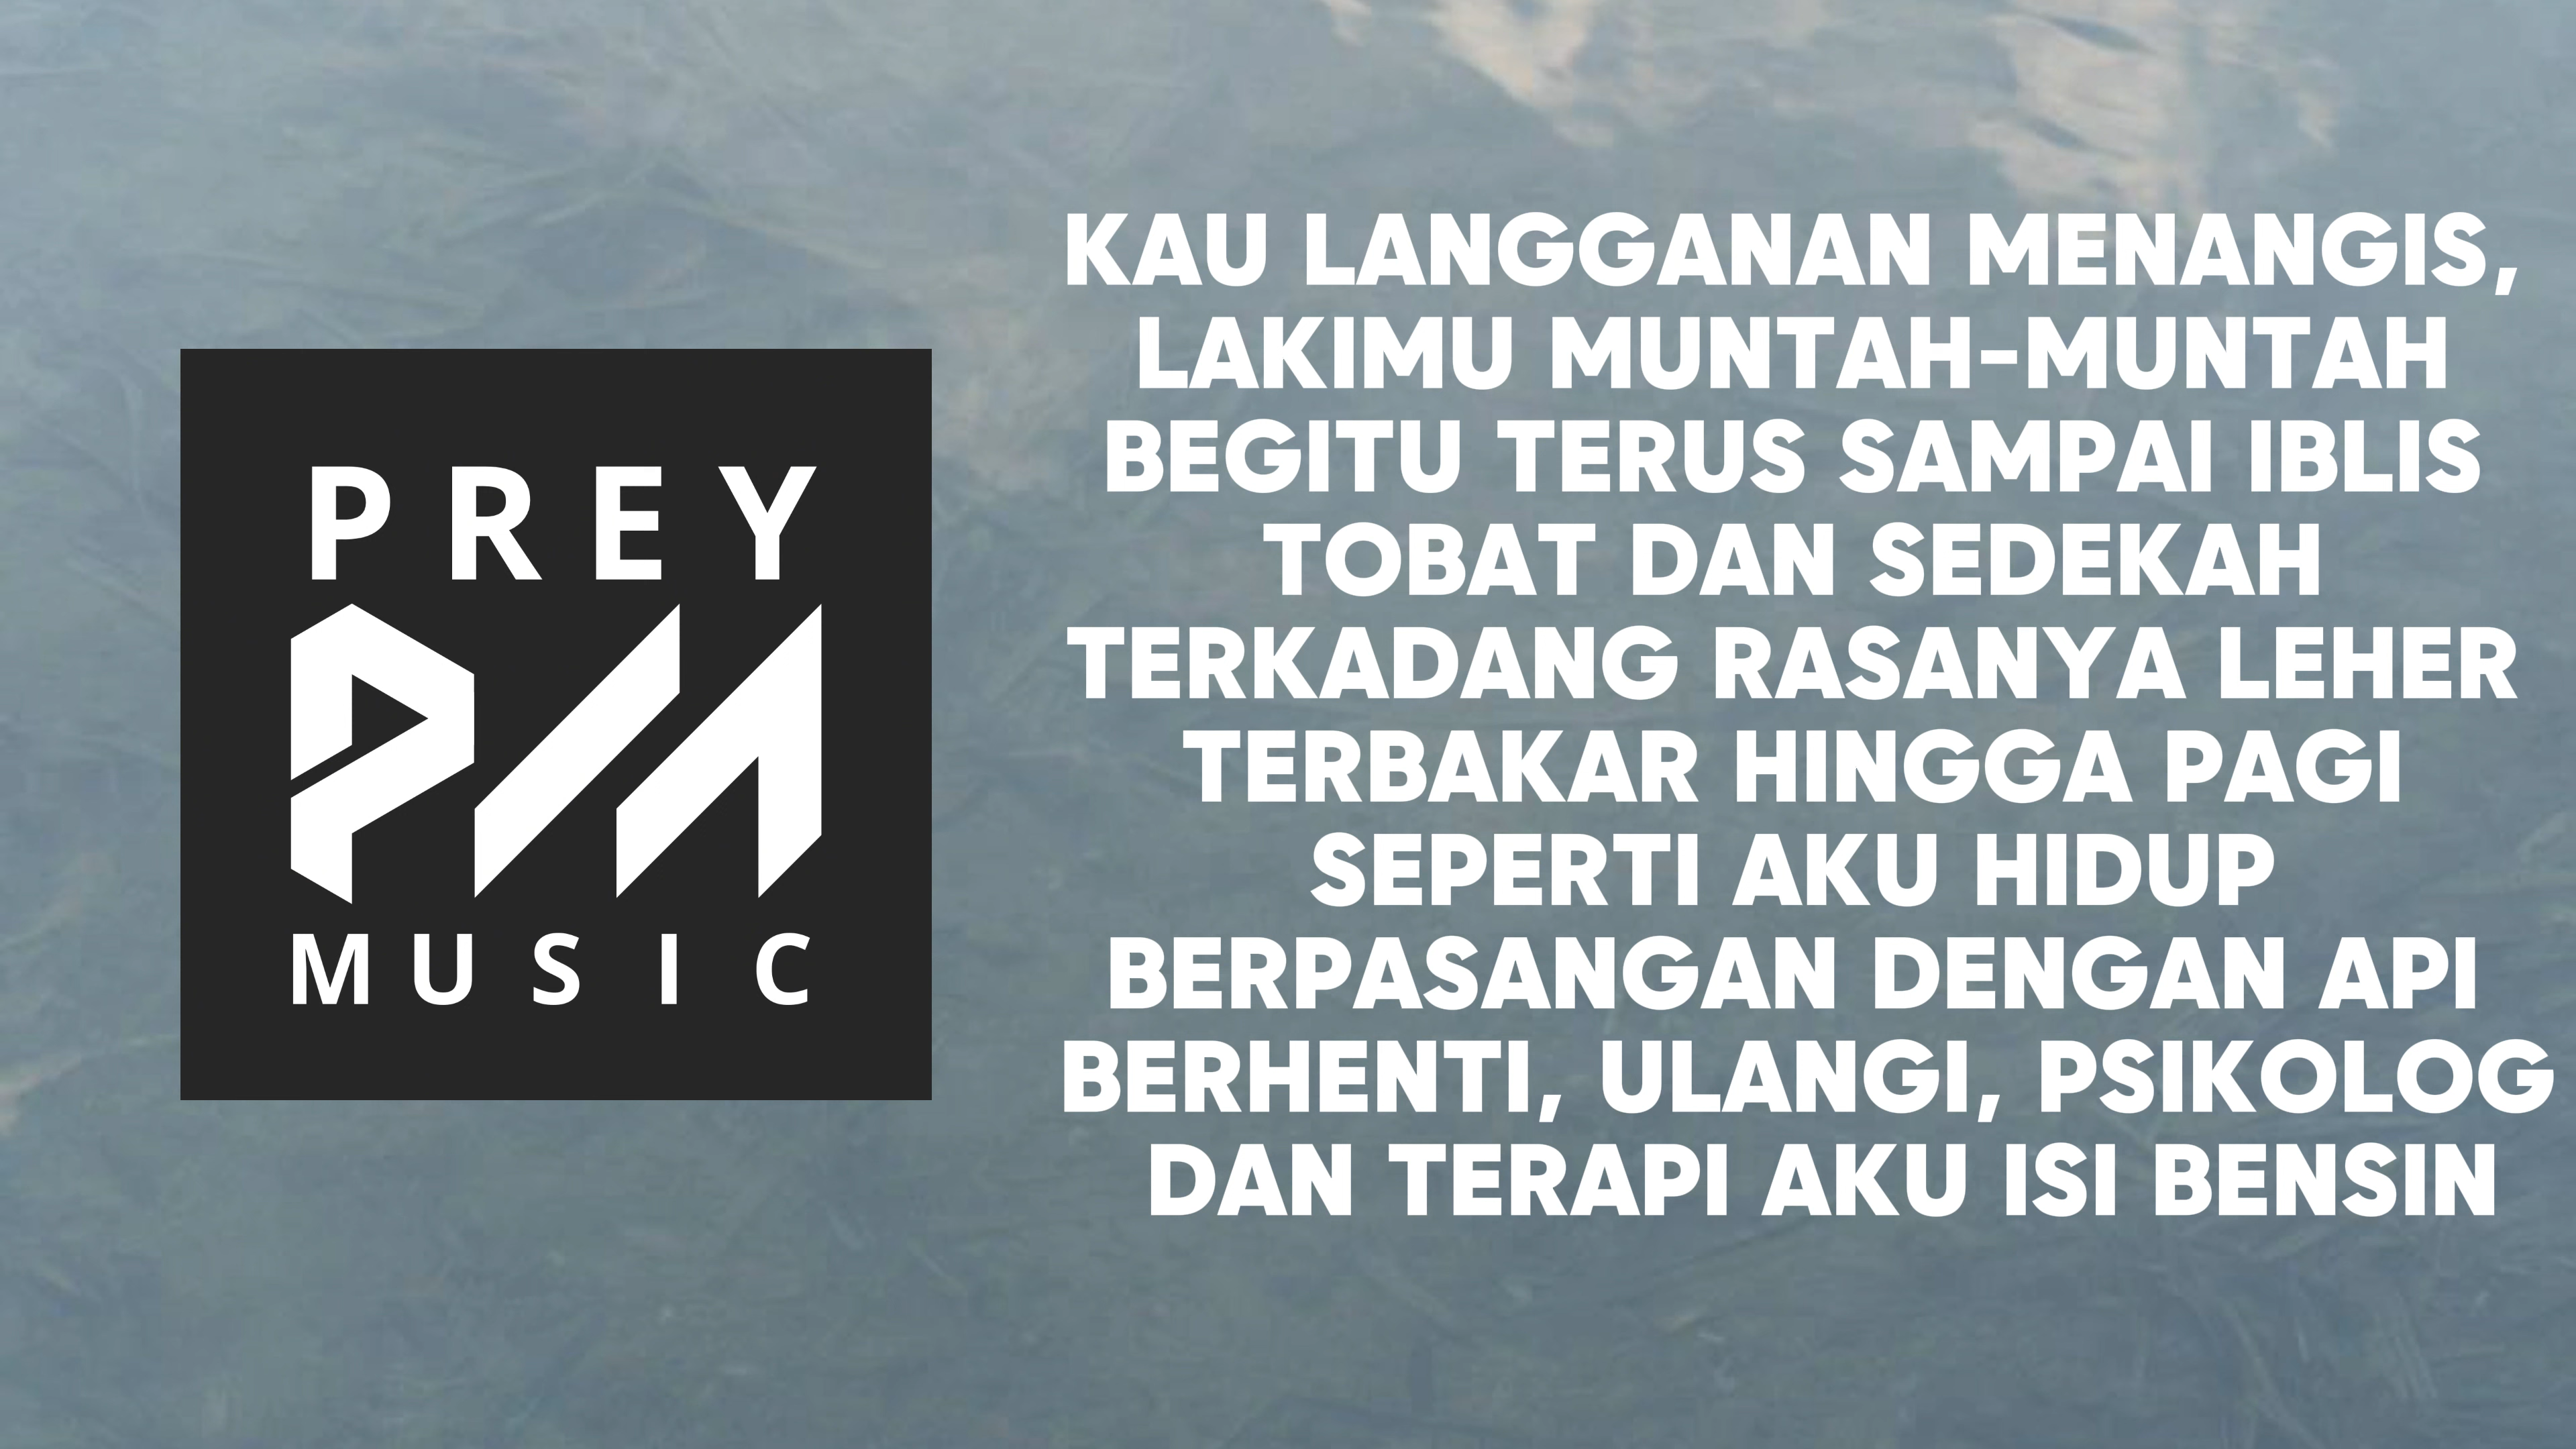 PREY
PM
MUSIC
KAU LANGGANAN MENANGIS,
LAKIMU MUNTAH-MUNTAH
BEGITU TERUS SAMPAI IBLIS
TOBAT DAN SEDEKAH
TERKADANG RASANYA LEHER
TERBAKAR HINGGA PAGI
SEPERTI AKU HIDUP
BERPASANGAN DENGAN API
BERHENTI, ULANGI, PSIKOLOG
DAN TERAPI AKU ISI BENSIN